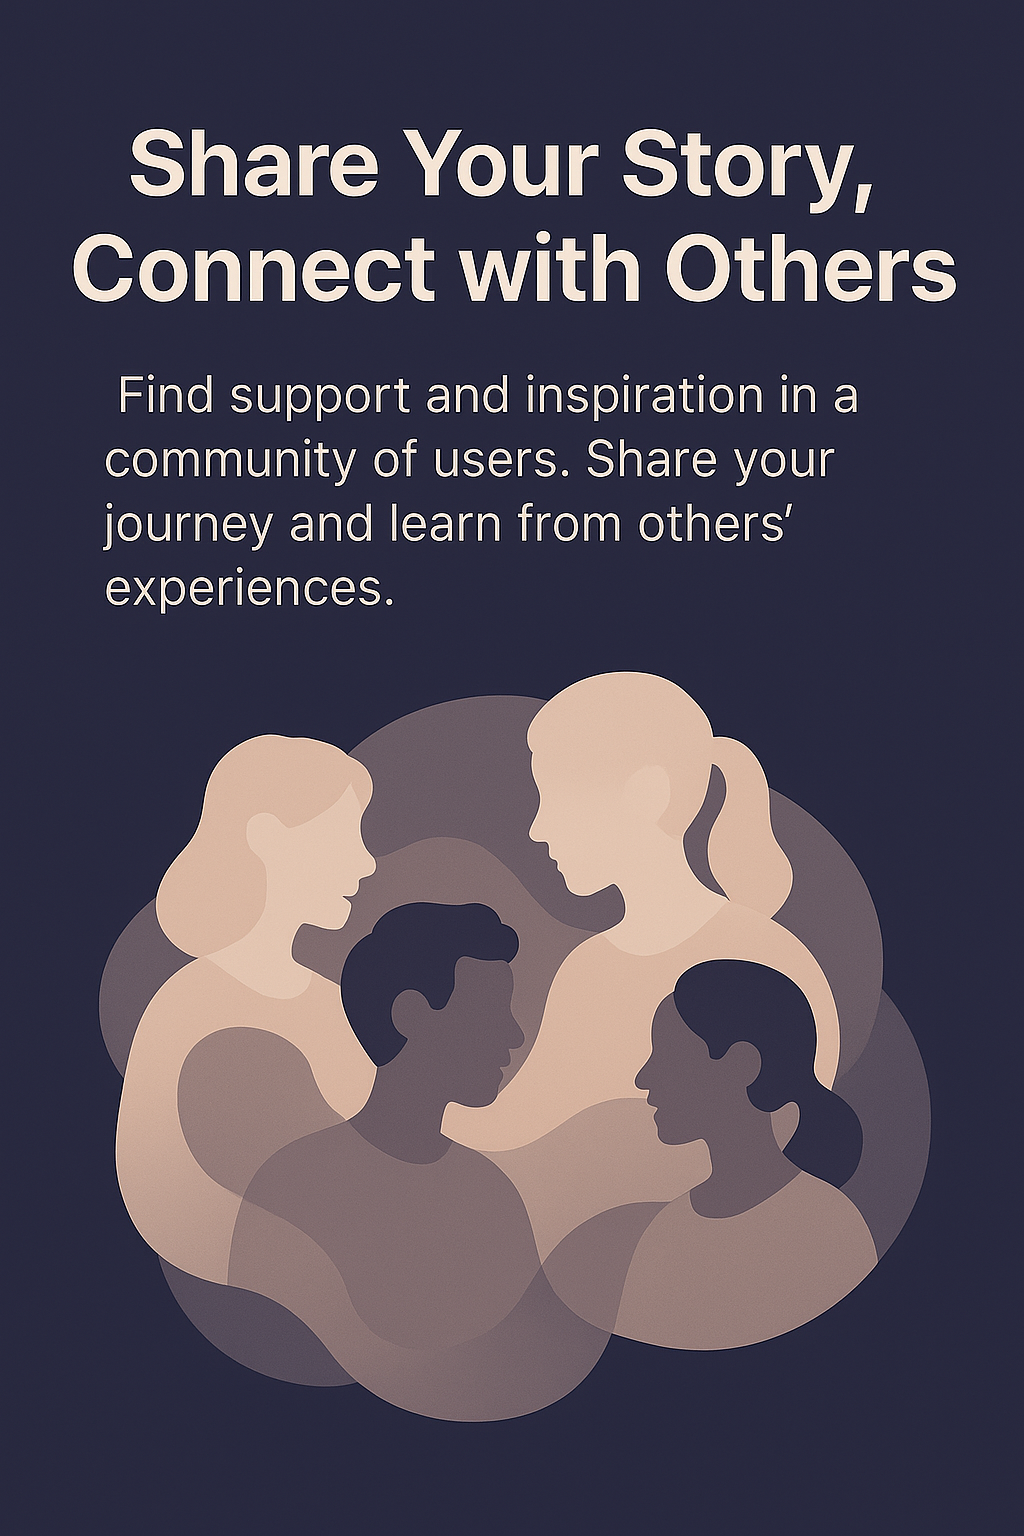 Share Your Story,
Connect with Others
Find support and inspiration in a
community of users. Share your
journey and learn from others’
experiences.